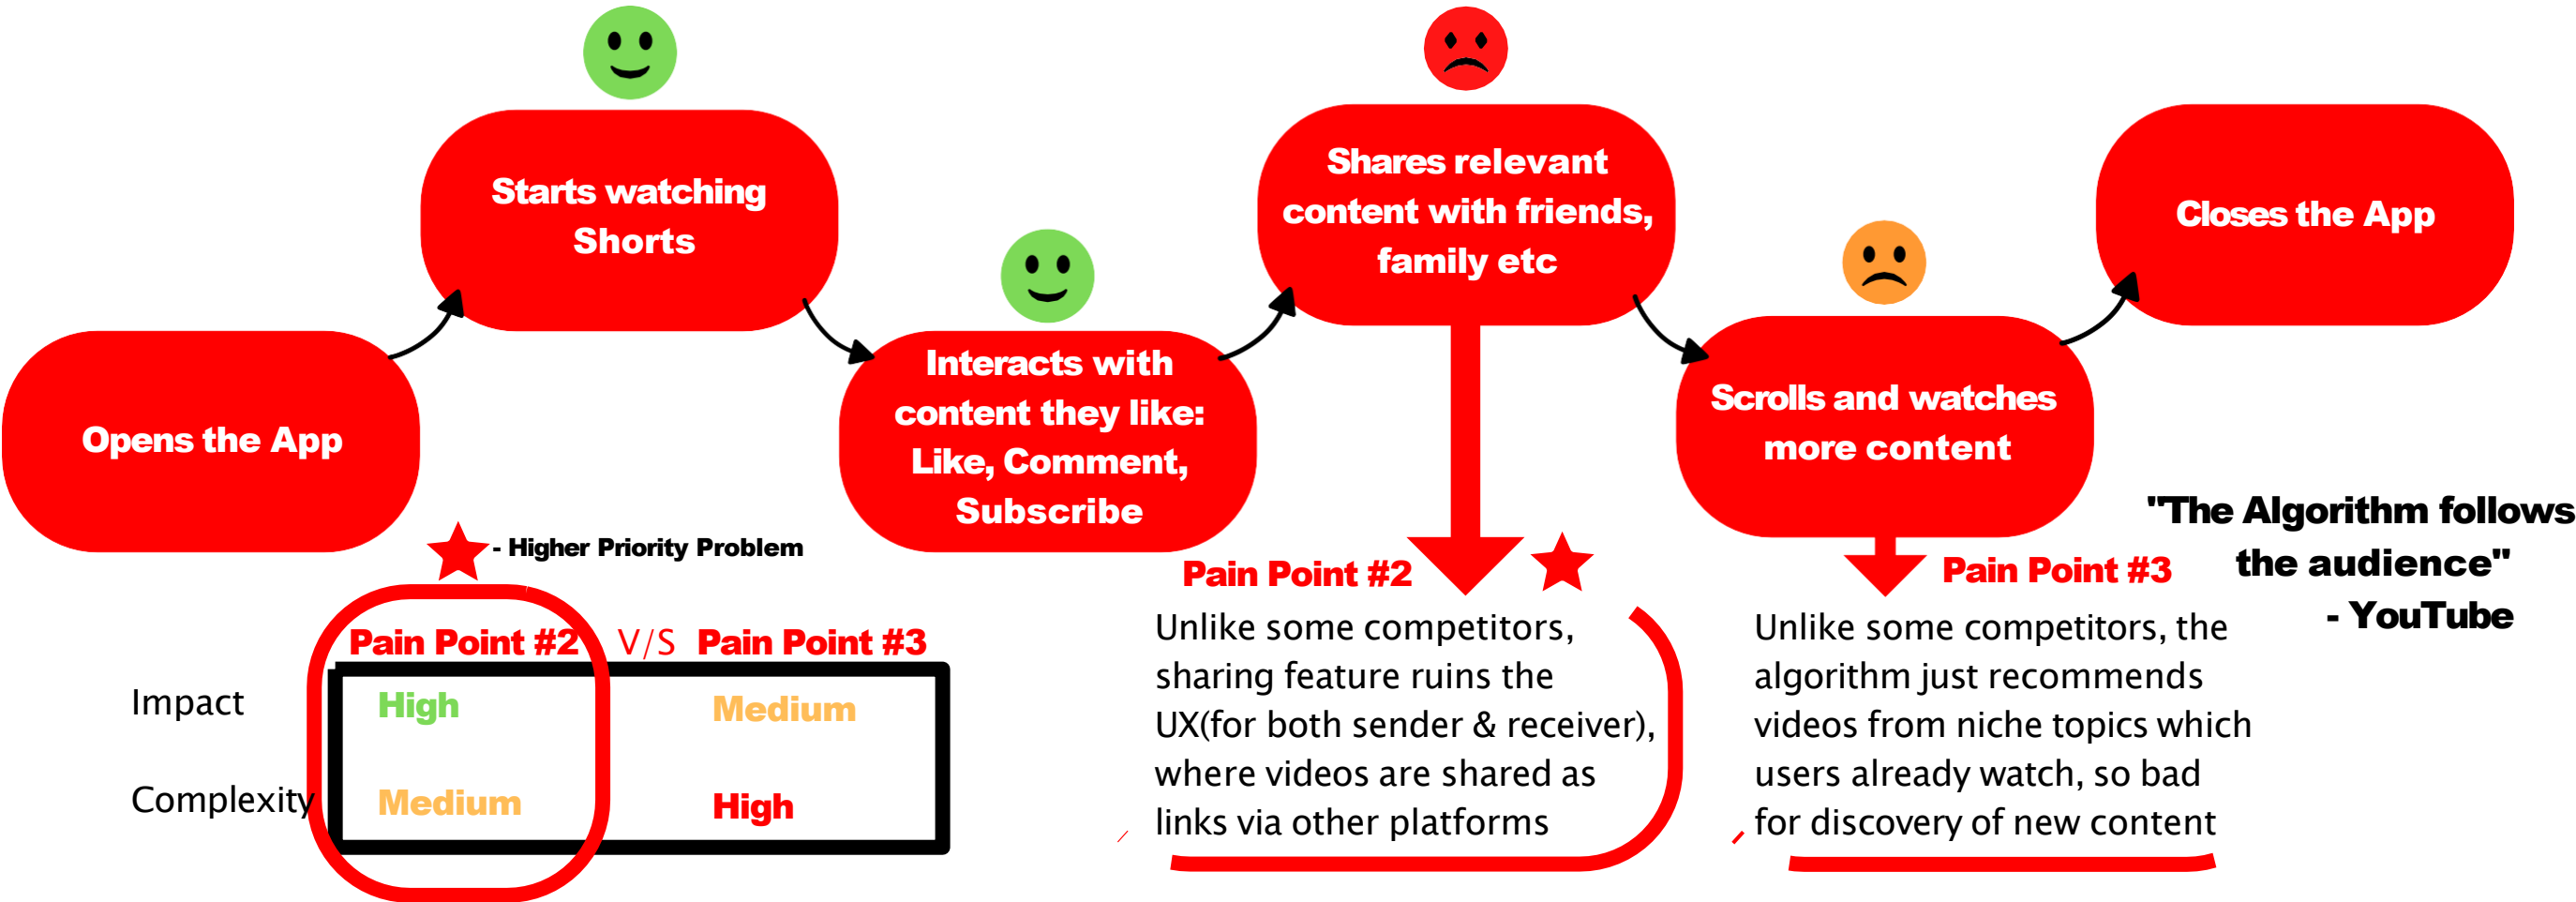 Opens the App
Starts watching
Shorts
Interacts with
content they like:
Like, Comment,
Subscribe
Shares relevant
content with friends,
family etc
Scrolls and watches
more content
Closes the App
"The Algorithm follows
the audience"
- YouTube
- Higher Priority Problem
Pain Point #2 V/S Pain Point #3
Impact High Medium
Complexity Medium High
Pain Point #2
Unlike some competitors,
sharing feature ruins the
UX(for both sender & receiver),
where videos are shared as
links via other platforms
Pain Point #3
Unlike some competitors, the
algorithm just recommends
videos from niche topics which
users already watch, so bad
for discovery of new content